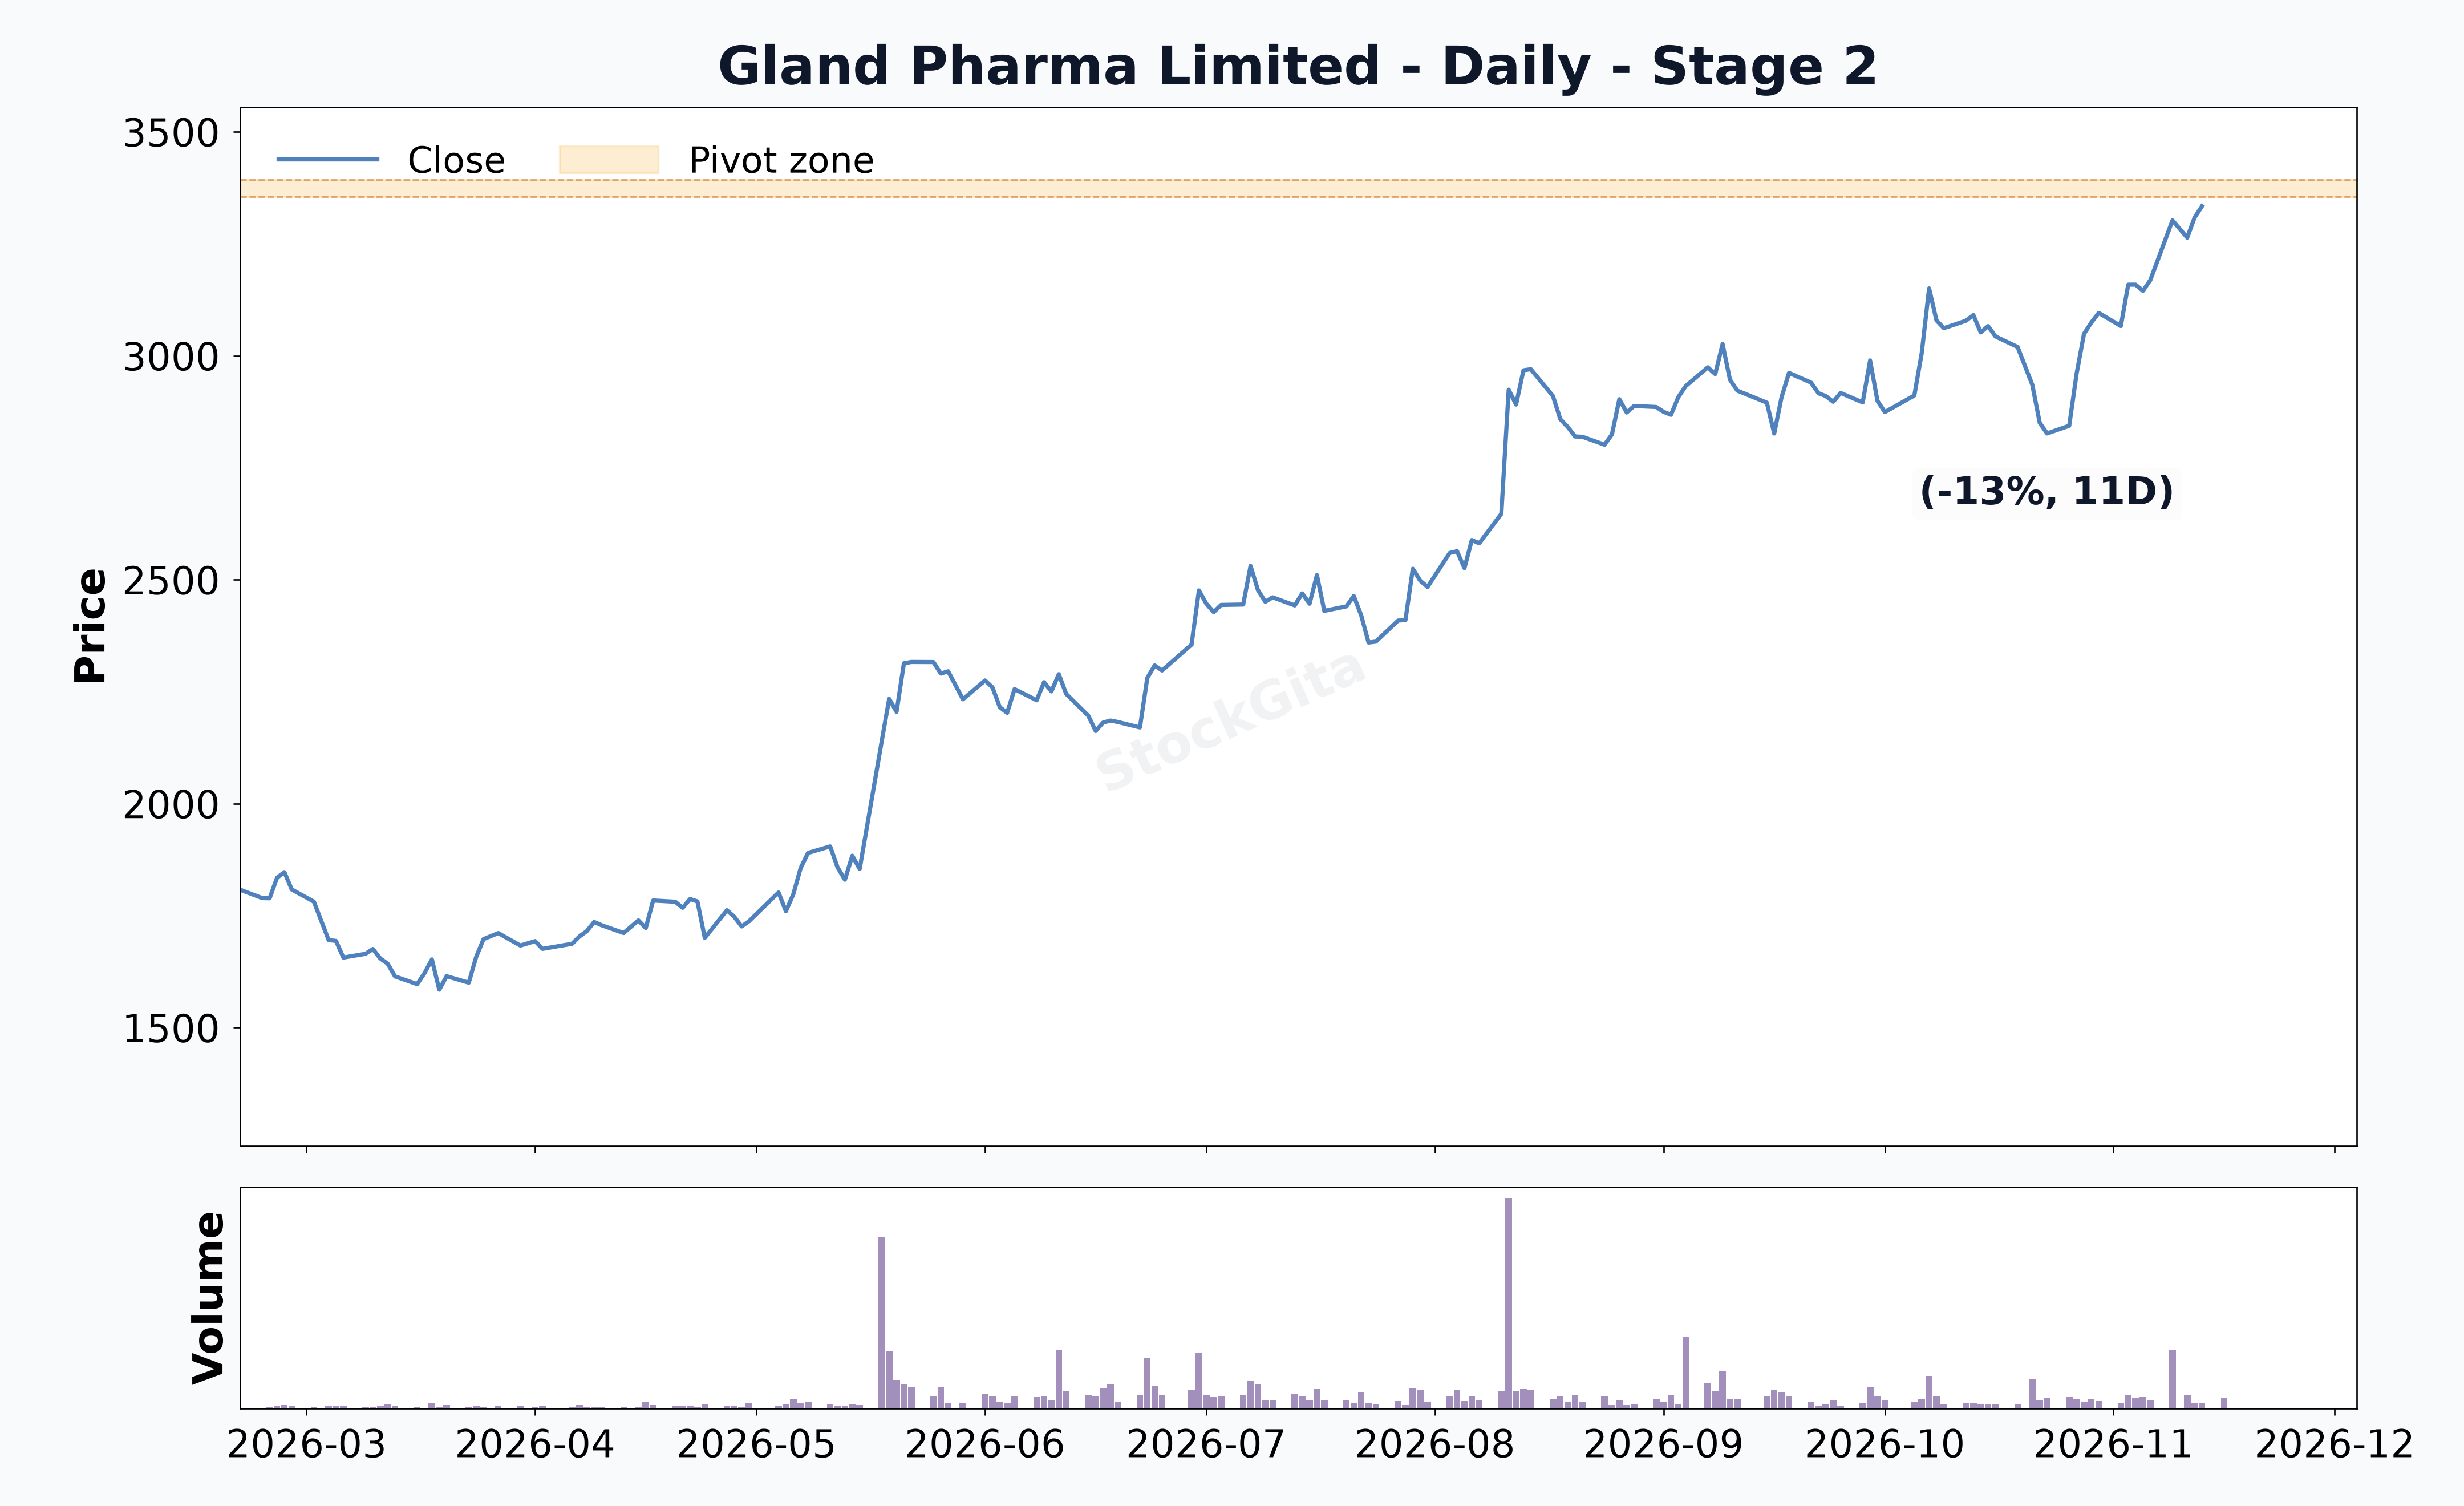 Gland Pharma Limited - Daily - Stage 2
3500
Close
Pivot zone
3000
(-13%, 11D)
2500
Price
StockGita
2000
1500
Volume
2026-03
2026-04
2026-05
2026-06
2026-07
2026-08
2026-09
2026-10
2026-11
2026-12